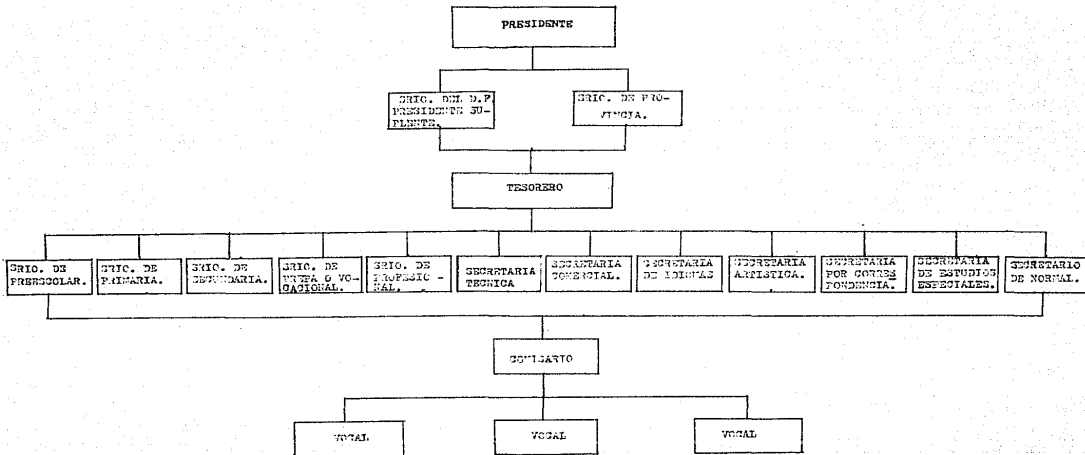 PRESIDENTE
SRIO. DEL D.F.
PRESIDENTE SU-
PLENTE.
SRIO. DE PRO-
VINCIA.
TESORERO
SRIO. DE
PREESCOLAR.
SRIO. DE
PRIMARIA.
SRIO. DE
SECUNDARIA.
SRIO. DE
PREPA O VO-
CACIONAL.
SRIO. DE
PROFESIO-
NAL.
SECRETARIA
TECNICA
SECRETARIA
COMERCIAL.
SECRETARIA
DE IDIOMAS
SECRETARIA
ARTISTICA.
SECRETARIA
POR CORRES
PONDENCIA.
SECRETARIA
DE ESTUDIOS
ESPECIALES.
SECRETARIO
DE NORMAL.
COMISARIO
VOCAL
VOCAL
VOCAL